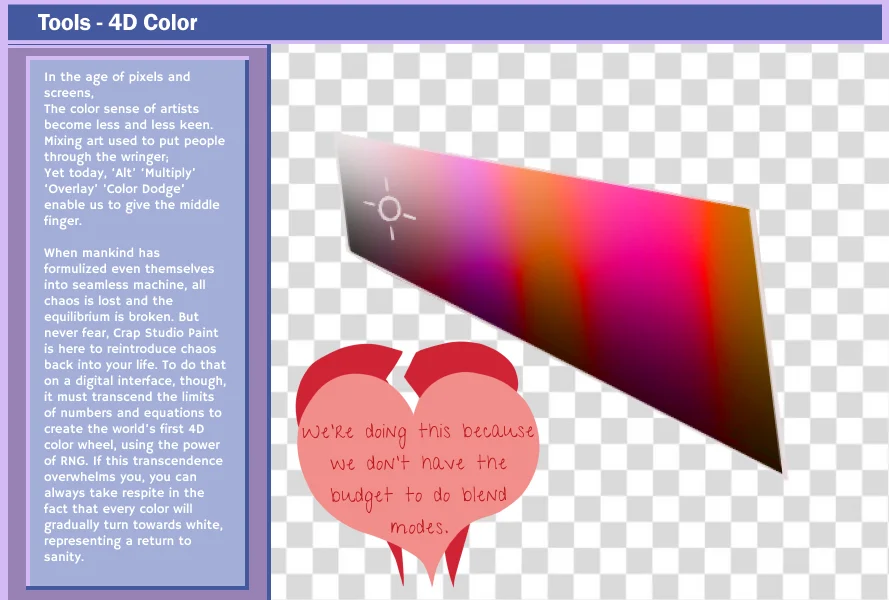 Tools - 4D Color
In the age of pixels and
screens,
The color sense of artists
become less and less keen.
Mixing art used to put people
through the wringer;
Yet today, ‘Alt’ ‘Multiply’
‘Overlay’ ‘Color Dodge’
enable us to give the middle
finger.
When mankind has
formulized even themselves
into seamless machine, all
chaos is lost and the
equilibrium is broken. But
never fear, Crap Studio Paint
is here to reintroduce chaos
back into your life. To do that
on a digital interface, though,
it must transcend the limits
of numbers and equations to
create the world’s first 4D
color wheel, using the power
of RNG. If this transcendence
overwhelms you, you can
always take respite in the
fact that every color will
gradually turn towards white,
representing a return to
sanity.
We're doing this because
we don't have the
budget to do blend
modes.